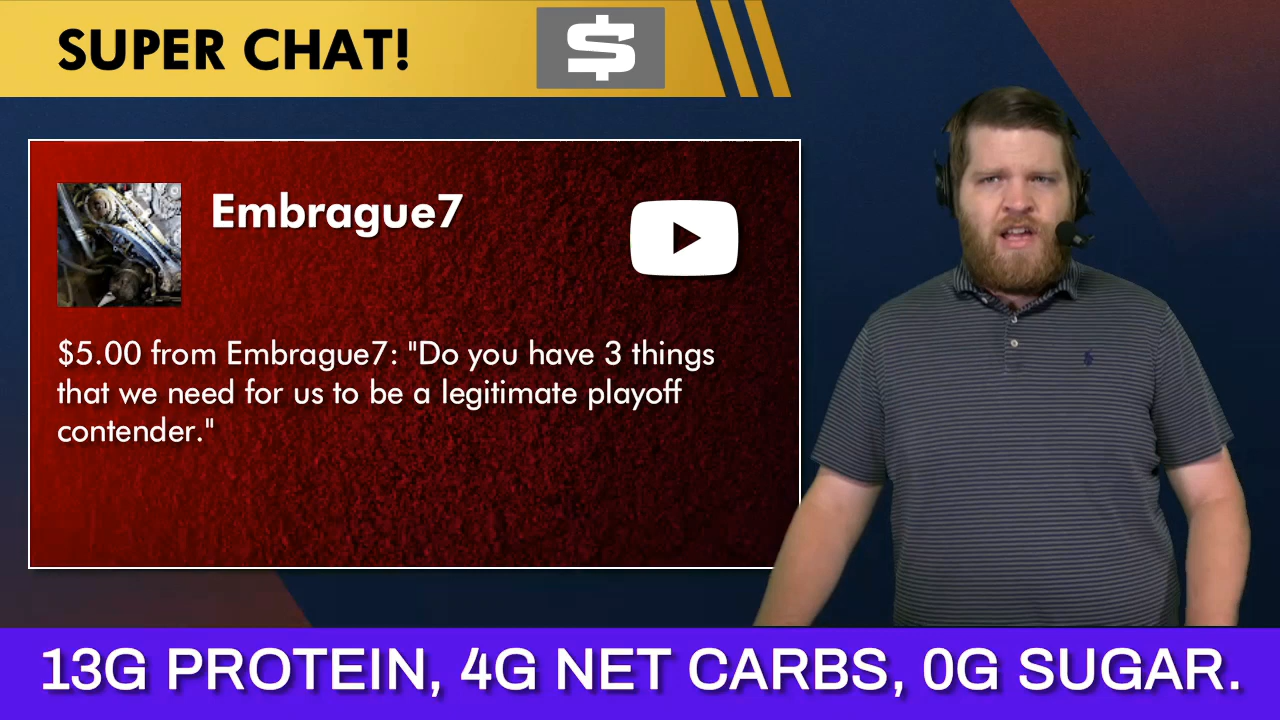 SUPER CHAT!
$
Embrague7
$5.00 from Embrague7: "Do you have 3 things
that we need for us to be a legitimate playoff
contender."
13G PROTEIN, 4G NET CARBS, 0G SUGAR.